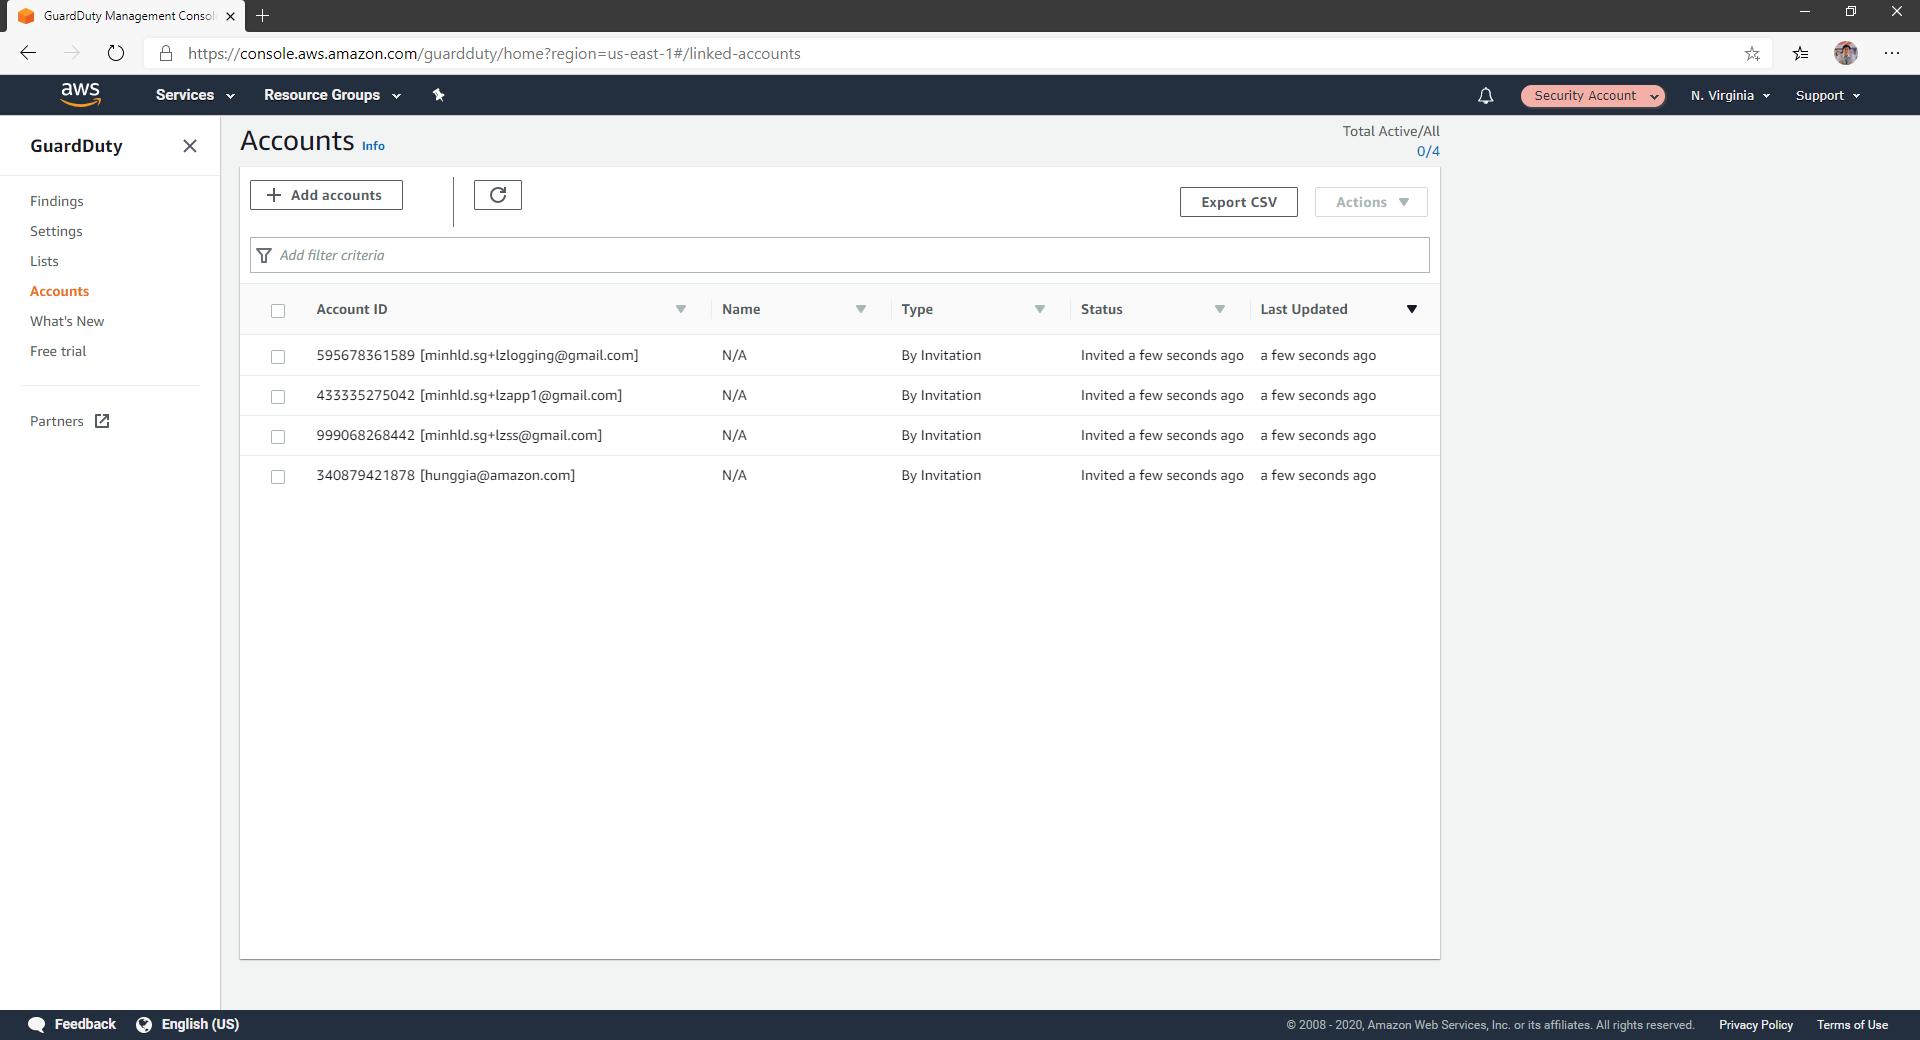 GuardDuty Management Consol
https://console.aws.amazon.com/guardduty/home?region=us-east-1#/linked-accounts
aws
Services
Resource Groups
Security Account
N. Virginia
Support
GuardDuty
Findings
Settings
Lists
Accounts
What's New
Free trial
Partners
Accounts Info
Total Active/All
0/4
Add accounts
Export CSV
Actions
Add filter criteria
Account ID Name Type Status Last Updated
595678361589 [minhld.sg+lzlogging@gmail.com] N/A By Invitation Invited a few seconds ago a few seconds ago
433335275042 [minhld.sg+lzapp1@gmail.com] N/A By Invitation Invited a few seconds ago a few seconds ago
999068268442 [minhld.sg+lzss@gmail.com] N/A By Invitation Invited a few seconds ago a few seconds ago
340879421878 [hunggia@amazon.com] N/A By Invitation Invited a few seconds ago a few seconds ago
Feedback
English (US)
© 2008 - 2020, Amazon Web Services, Inc. or its affiliates. All rights reserved.
Privacy Policy
Terms of Use